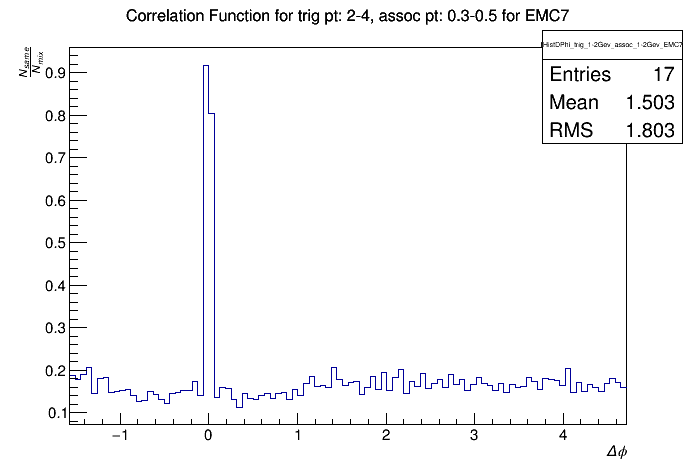 Correlation Function for trig pt: 2-4, assoc pt: 0.3-0.5 for EMC7
HistDPhi_trig_1-2Gev_assoc_1-2Gev_EMC7
Entries 17
Mean 1.503
RMS 1.803
N_same
N_mix
0.9
0.8
0.7
0.6
0.5
0.4
0.3
0.2
0.1
−1 0 1 2 3 4
Δϕ